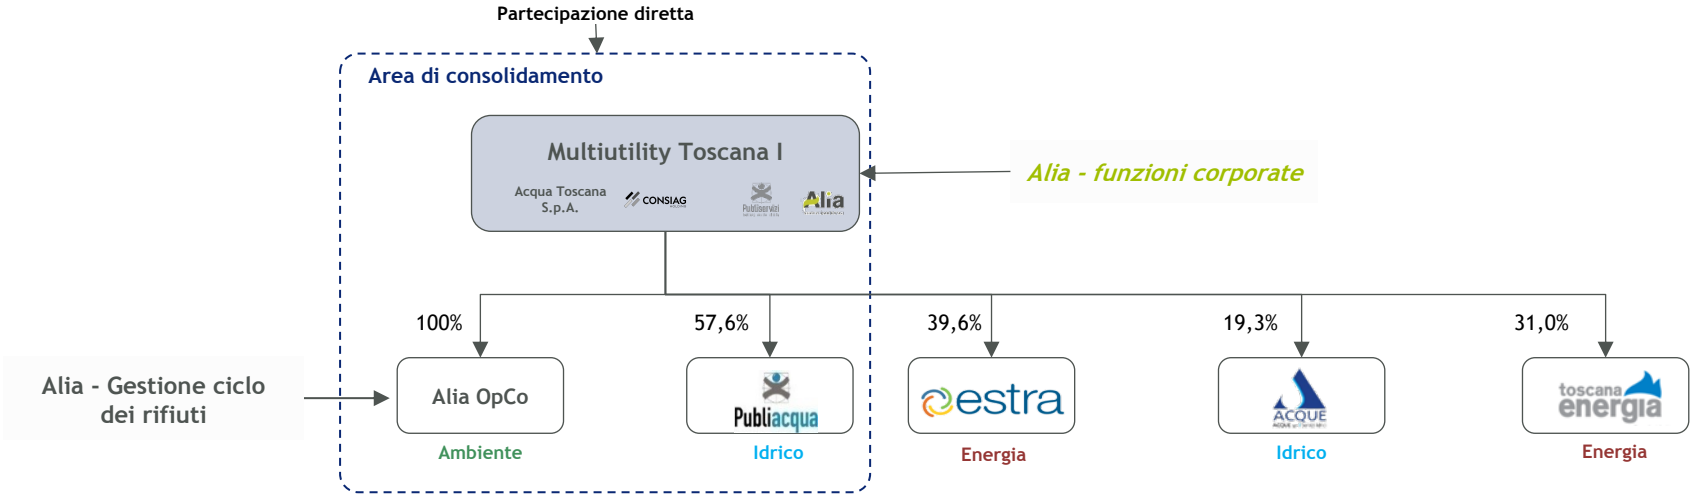 Partecipazione diretta
Area di consolidamento
Multiutility Toscana I
Acqua Toscana
S.p.A.
CONSIAG
Publiservizi
Alia
Alia - funzioni corporate
100%
57,6%
39,6%
19,3%
31,0%
Alia - Gestione ciclo
dei rifiuti
Alia OpCo
Publiacqua
estra
ACQUE
toscana
energia
Ambiente
Idrico
Energia
Idrico
Energia